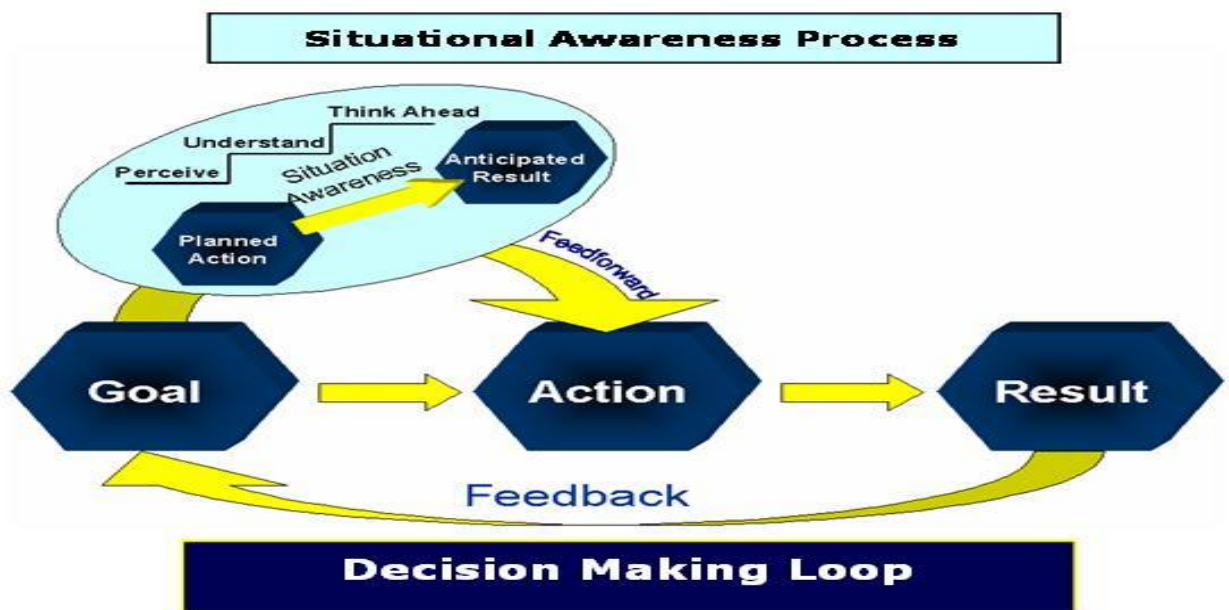 Situational Awareness Process
Think Ahead
Understand
Perceive
Situation
Awareness
Anticipated
Result
Planned
Action
Feedforward
Goal
Action
Result
Feedback
Decision Making Loop